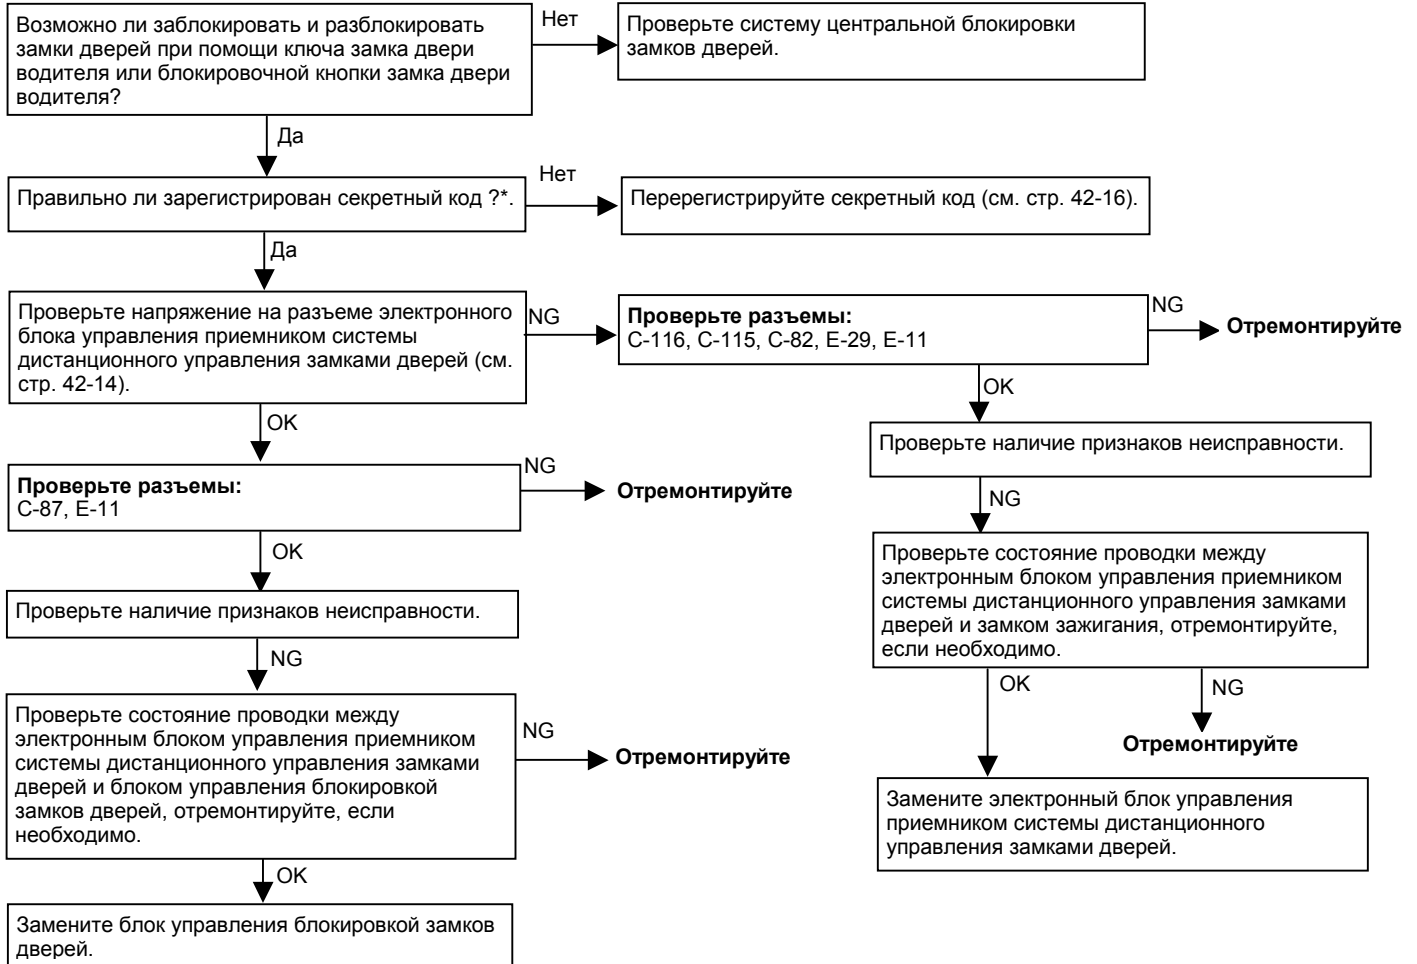 Возможно ли заблокировать и разблокировать
замки дверей при помощи ключа замка двери
водителя или блокировочной кнопки замка двери
водителя?
Нет
Проверьте систему центральной блокировки
замков дверей.
Да
Правильно ли зарегистрирован секретный код ?*.
Нет
Перерегистрируйте секретный код (см. стр. 42-16).
Да
Проверьте напряжение на разъеме электронного
блока управления приемником системы
дистанционного управления замками дверей (см.
стр. 42-14).
NG
Проверьте разъемы:
C-116, C-115, C-82, E-29, E-11
NG
Отремонтируйте
OK
Проверьте наличие признаков неисправности.
NG
Проверьте состояние проводки между
электронным блоком управления приемником
системы дистанционного управления замками
дверей и замком зажигания, отремонтируйте,
если необходимо.
OK
NG
Отремонтируйте
Замените электронный блок управления
приемником системы дистанционного
управления замками дверей.
OK
Проверьте разъемы:
C-87, E-11
NG
Отремонтируйте
OK
Проверьте наличие признаков неисправности.
NG
Проверьте состояние проводки между
электронным блоком управления приемником
системы дистанционного управления замками
дверей и блоком управления блокировкой
замков дверей, отремонтируйте, если
необходимо.
NG
Отремонтируйте
OK
Замените блок управления блокировкой замков
дверей.